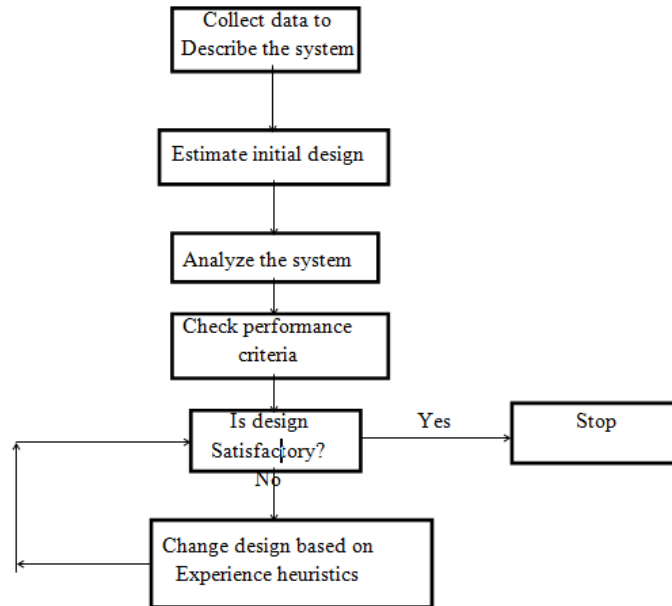 Collect data to
Describe the system
Estimate initial design
Analyze the system
Check performance
criteria
Is design
Satisfactory?
Yes
Stop
No
Change design based on
Experience heuristics